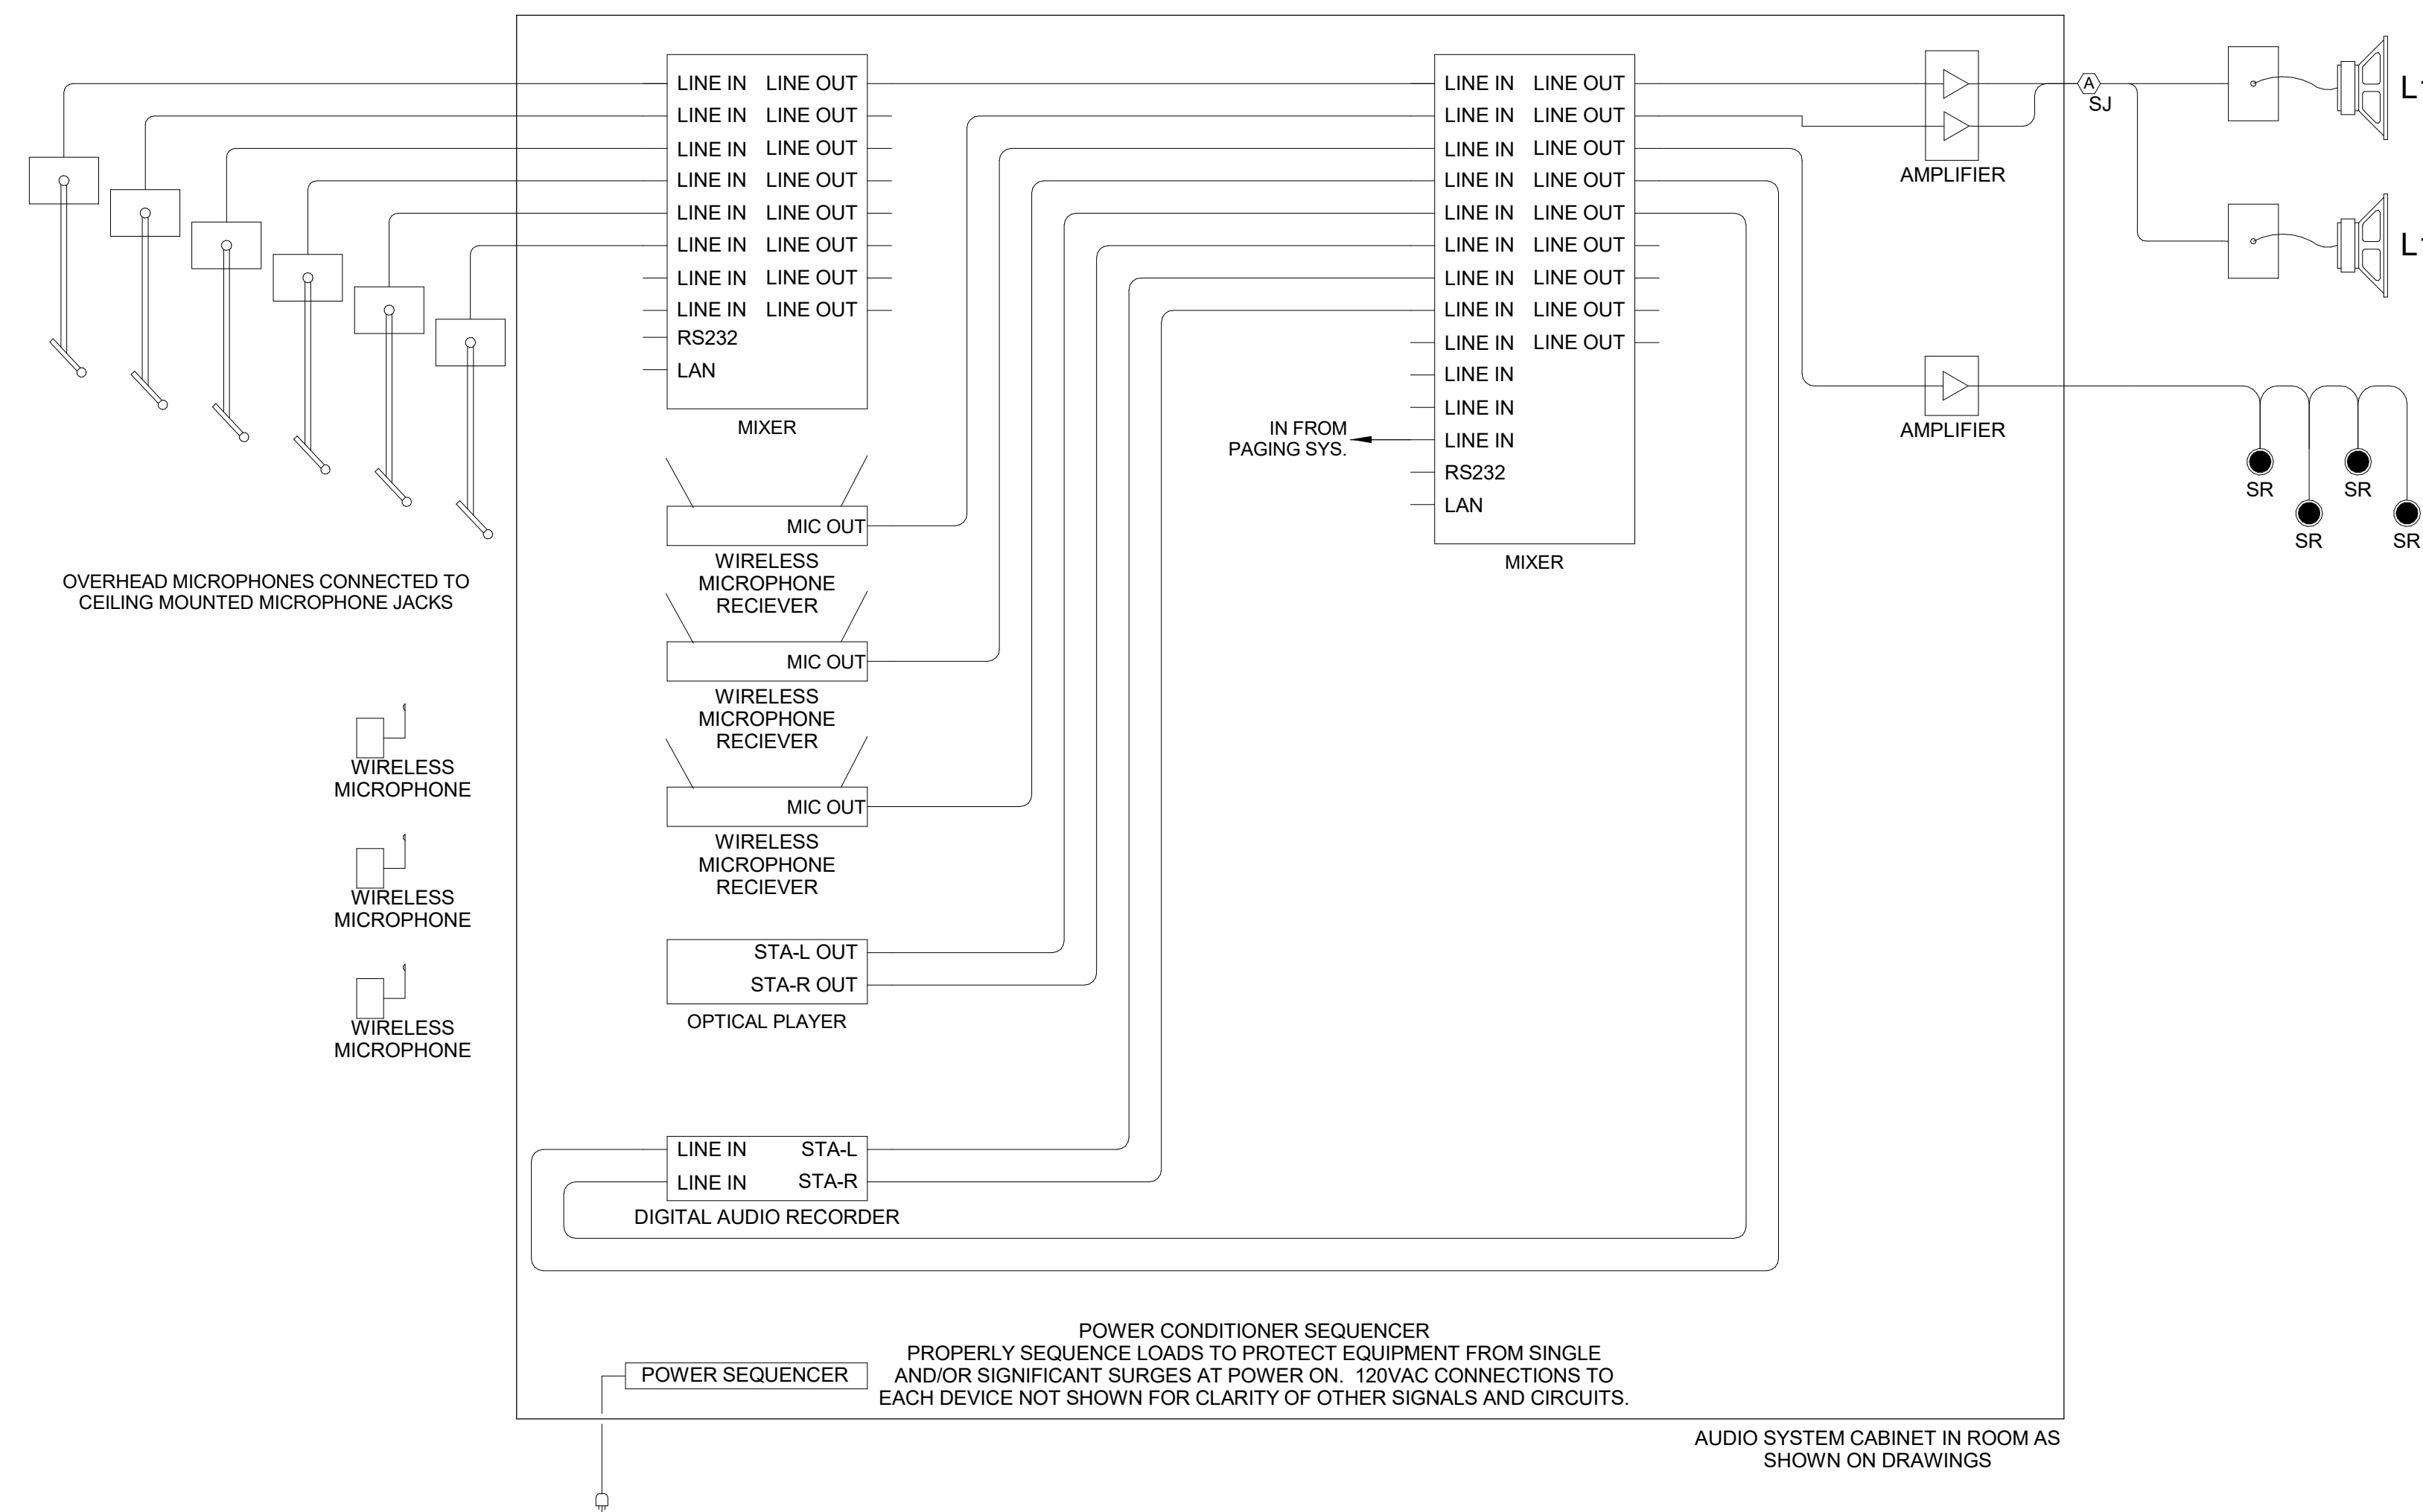 LINE IN LINE OUT
LINE IN LINE OUT
LINE IN LINE OUT
LINE IN LINE OUT
LINE IN LINE OUT
LINE IN LINE OUT
LINE IN LINE OUT
LINE IN LINE OUT
RS232
LAN
MIXER
LINE IN LINE OUT
LINE IN LINE OUT
LINE IN LINE OUT
LINE IN LINE OUT
LINE IN LINE OUT
LINE IN LINE OUT
LINE IN LINE OUT
LINE IN LINE OUT
LINE IN LINE OUT
LINE IN
LINE IN
LINE IN
RS232
LAN
MIXER
IN FROM
PAGING SYS.
AMPLIFIER
A
SJ
AMPLIFIER
SR
SR
SR
SR
OVERHEAD MICROPHONES CONNECTED TO
CEILING MOUNTED MICROPHONE JACKS
MIC OUT
WIRELESS
MICROPHONE
RECIEVER
MIC OUT
WIRELESS
MICROPHONE
RECIEVER
MIC OUT
WIRELESS
MICROPHONE
RECIEVER
WIRELESS
MICROPHONE
WIRELESS
MICROPHONE
WIRELESS
MICROPHONE
STA-L OUT
STA-R OUT
OPTICAL PLAYER
LINE IN STA-L
LINE IN STA-R
DIGITAL AUDIO RECORDER
POWER SEQUENCER
POWER CONDITIONER SEQUENCER
PROPERLY SEQUENCE LOADS TO PROTECT EQUIPMENT FROM SINGLE
AND/OR SIGNIFICANT SURGES AT POWER ON. 120VAC CONNECTIONS TO
EACH DEVICE NOT SHOWN FOR CLARITY OF OTHER SIGNALS AND CIRCUITS.
AUDIO SYSTEM CABINET IN ROOM AS
SHOWN ON DRAWINGS